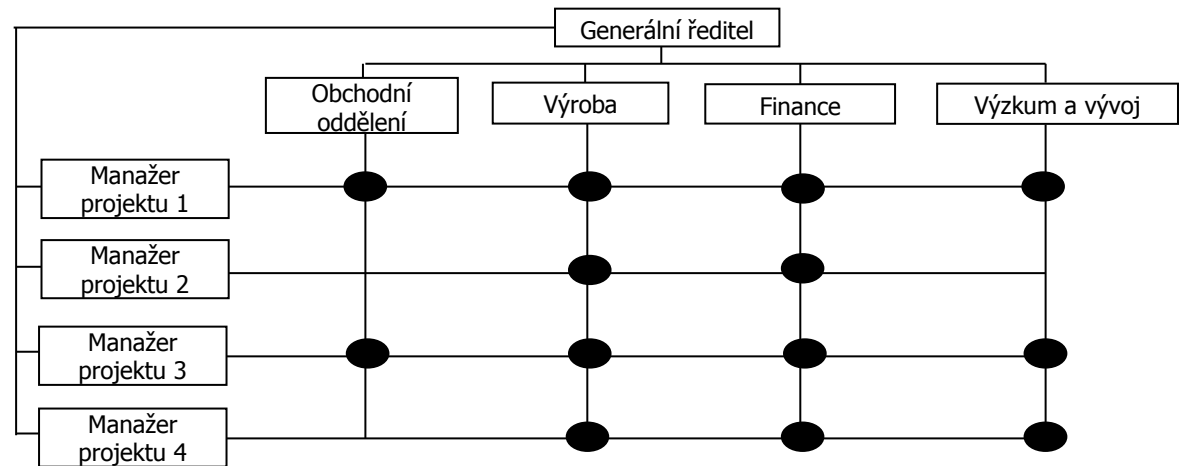 Generální ředitel
Obchodní
oddělení
Výroba
Finance
Výzkum a vývoj
Manažer
projektu 1
Manažer
projektu 2
Manažer
projektu 3
Manažer
projektu 4